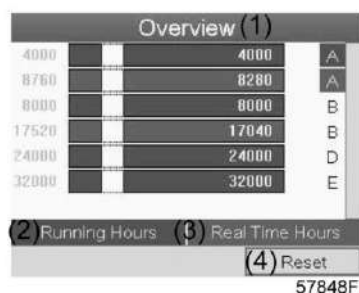 Overview (1)
4000 4000 A
8760 8280 A
8000 8000 B
17520 17040 B
24000 24000 D
32000 32000 E
(2) Running Hours (3) Real Time Hours
(4) Reset
57848F